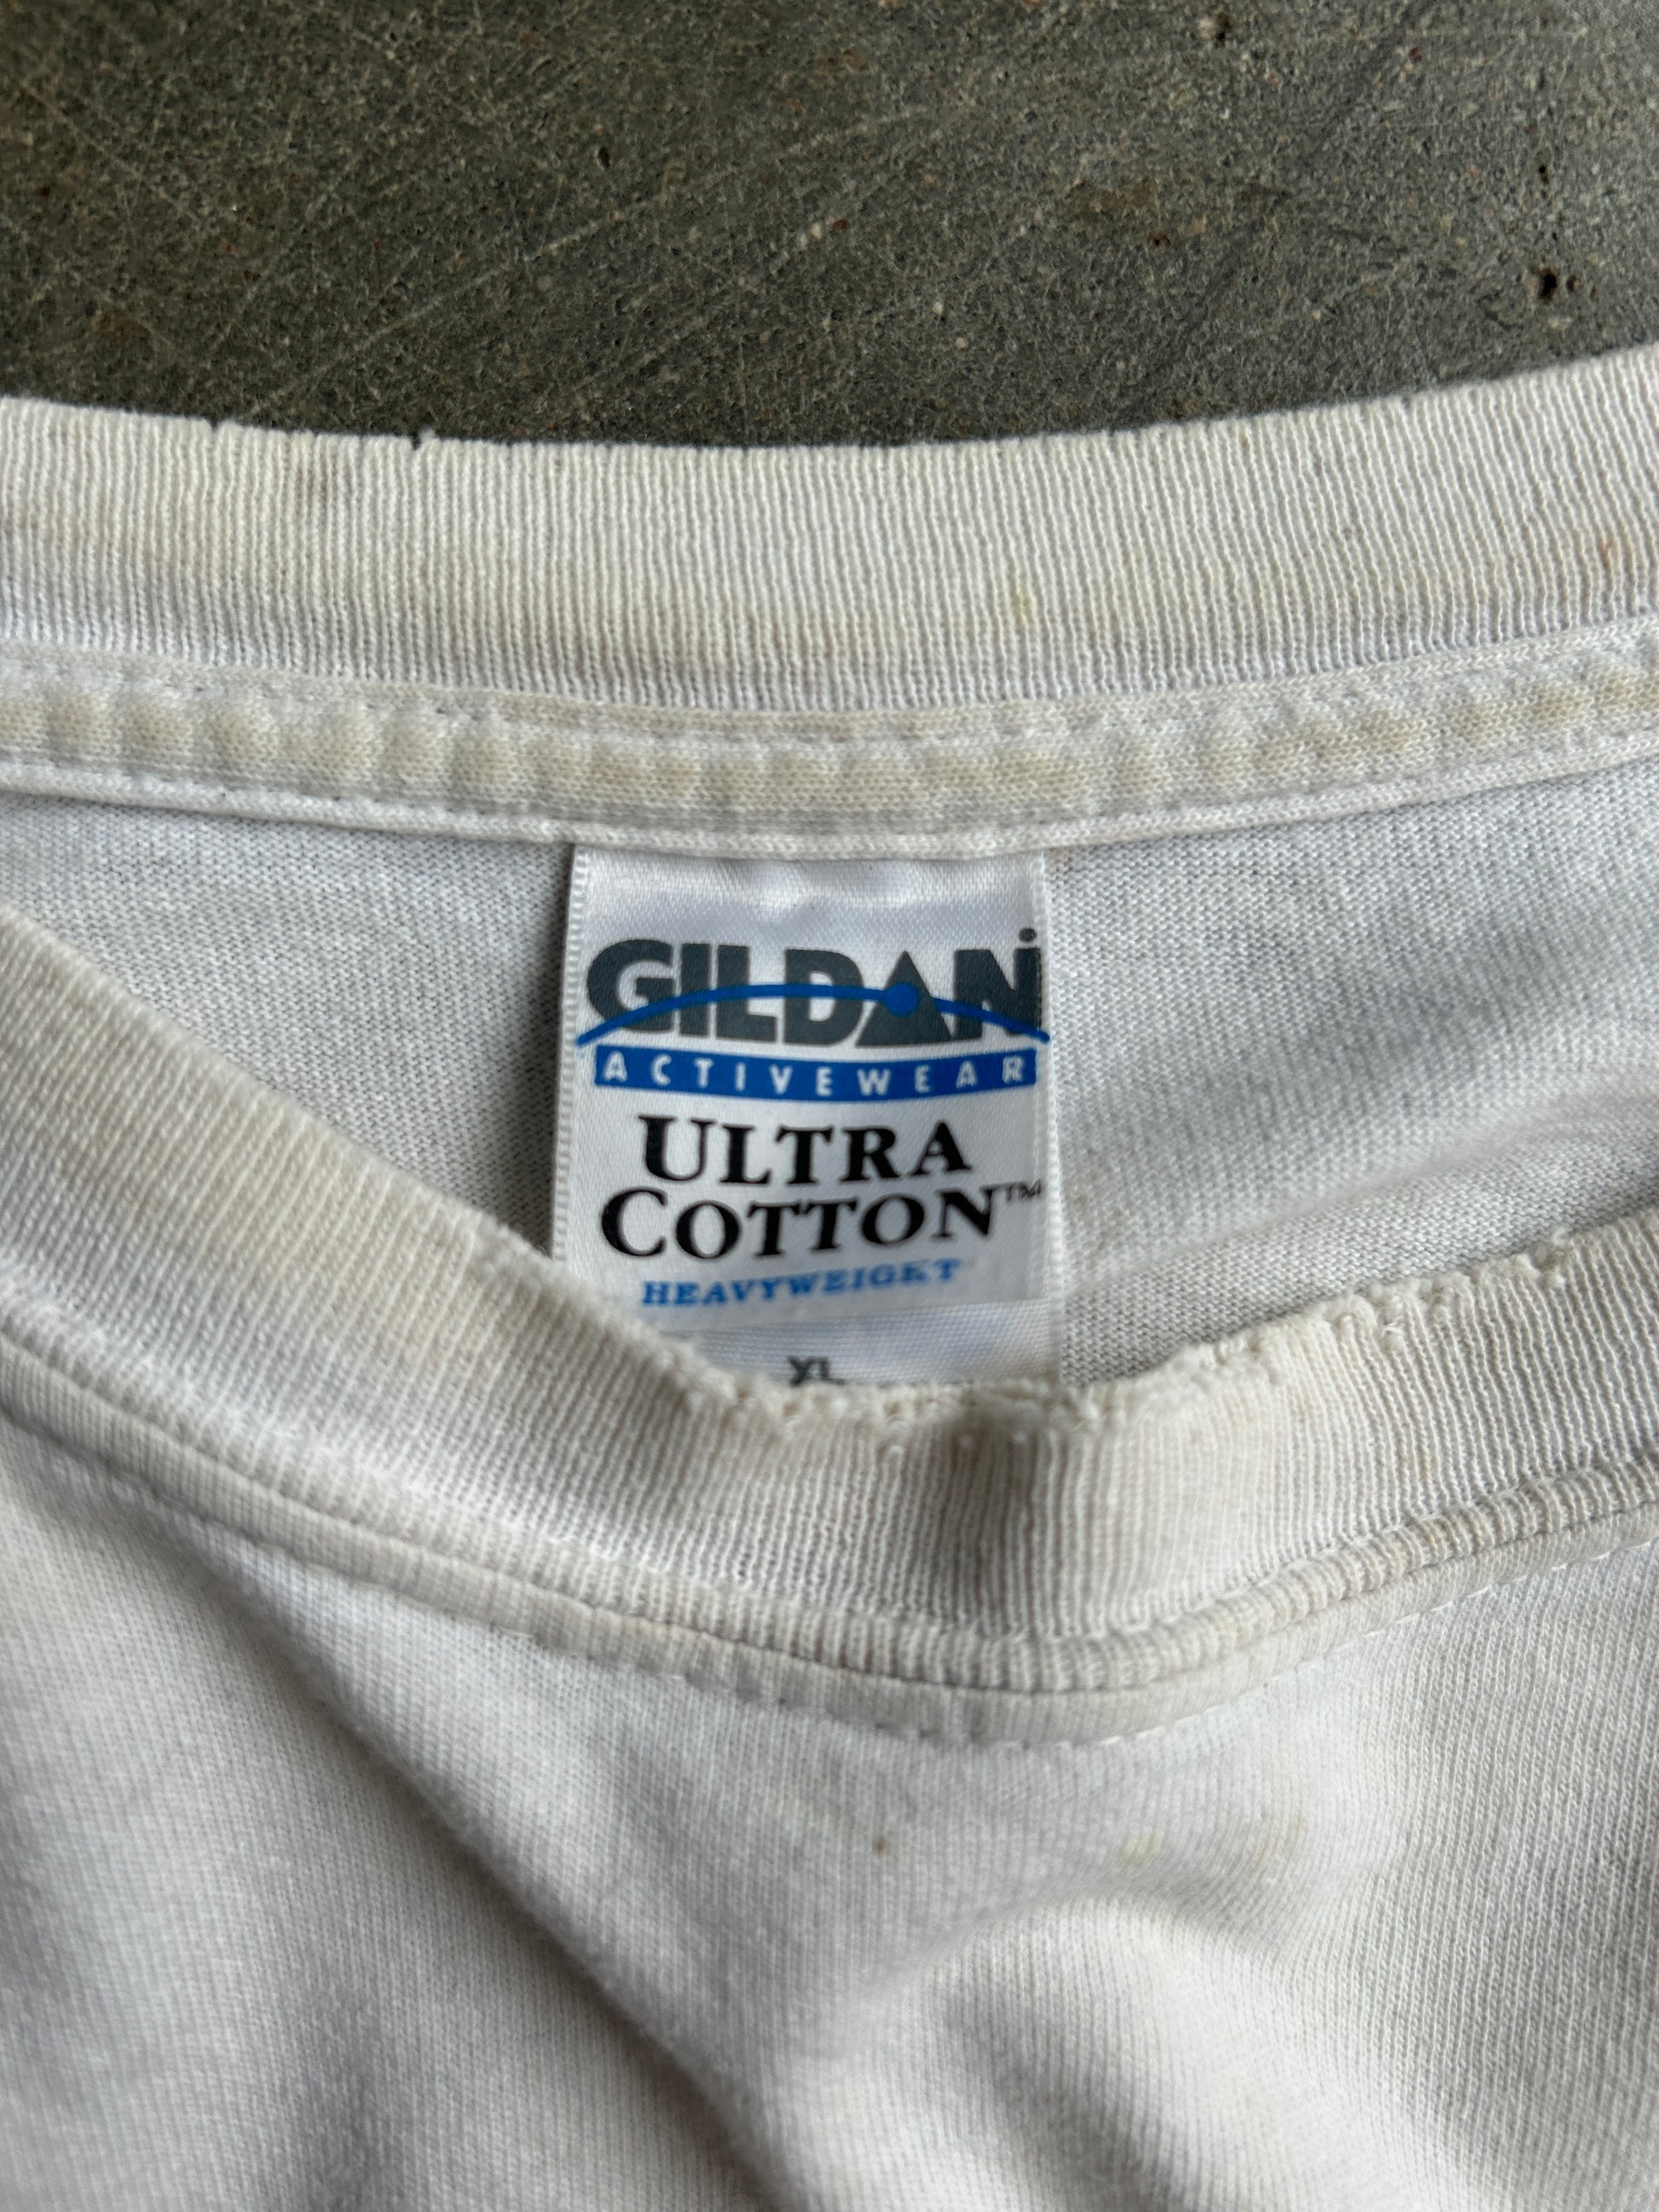 GILDAN
ACTIVEWEAR
ULTRA
COTTON™
HEAVYWEIGHT
XL